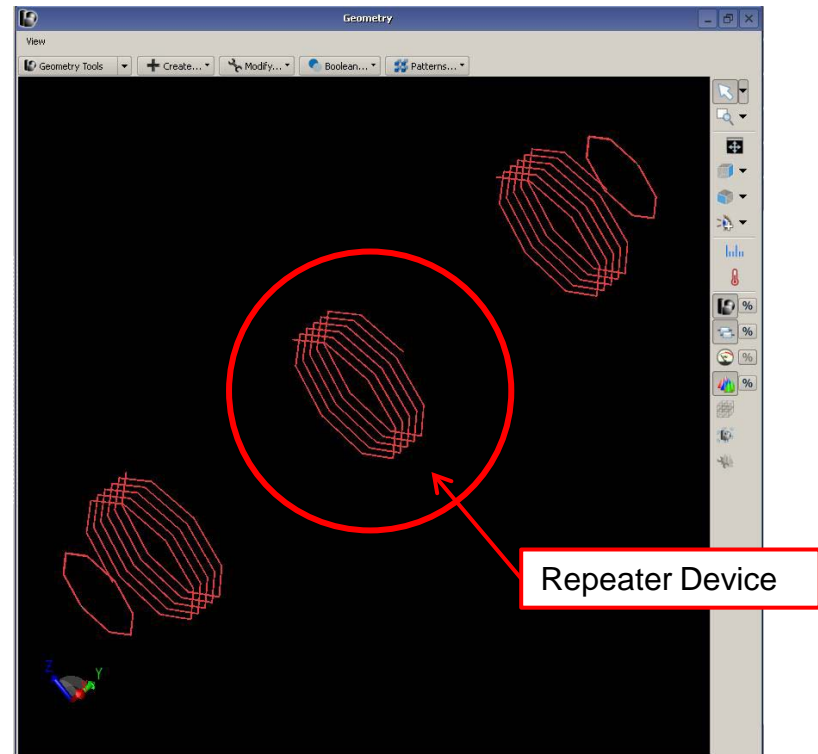 Geometry
View
Geometry Tools Create... Modify... Boolean... Patterns...
%
%
%
%
Repeater Device
Z Y